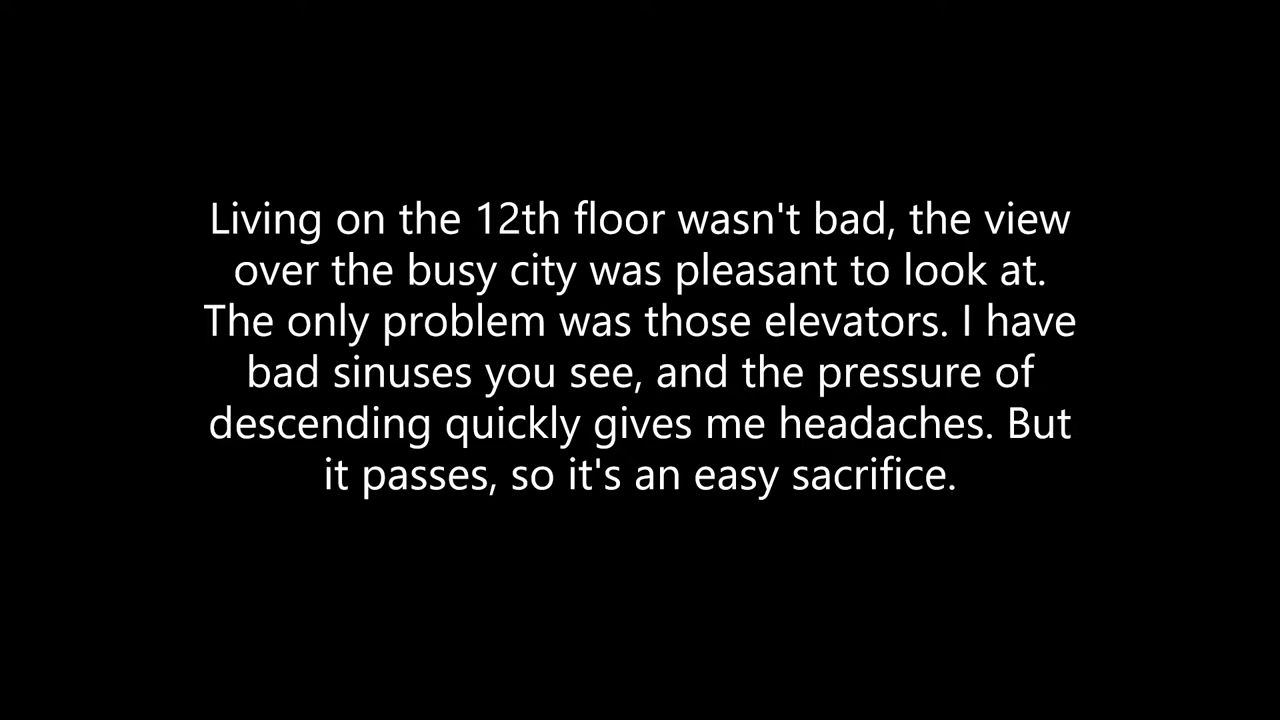 Living on the 12th floor wasn't bad, the view
over the busy city was pleasant to look at.
The only problem was those elevators. I have
bad sinuses you see, and the pressure of
descending quickly gives me headaches. But
it passes, so it's an easy sacrifice.